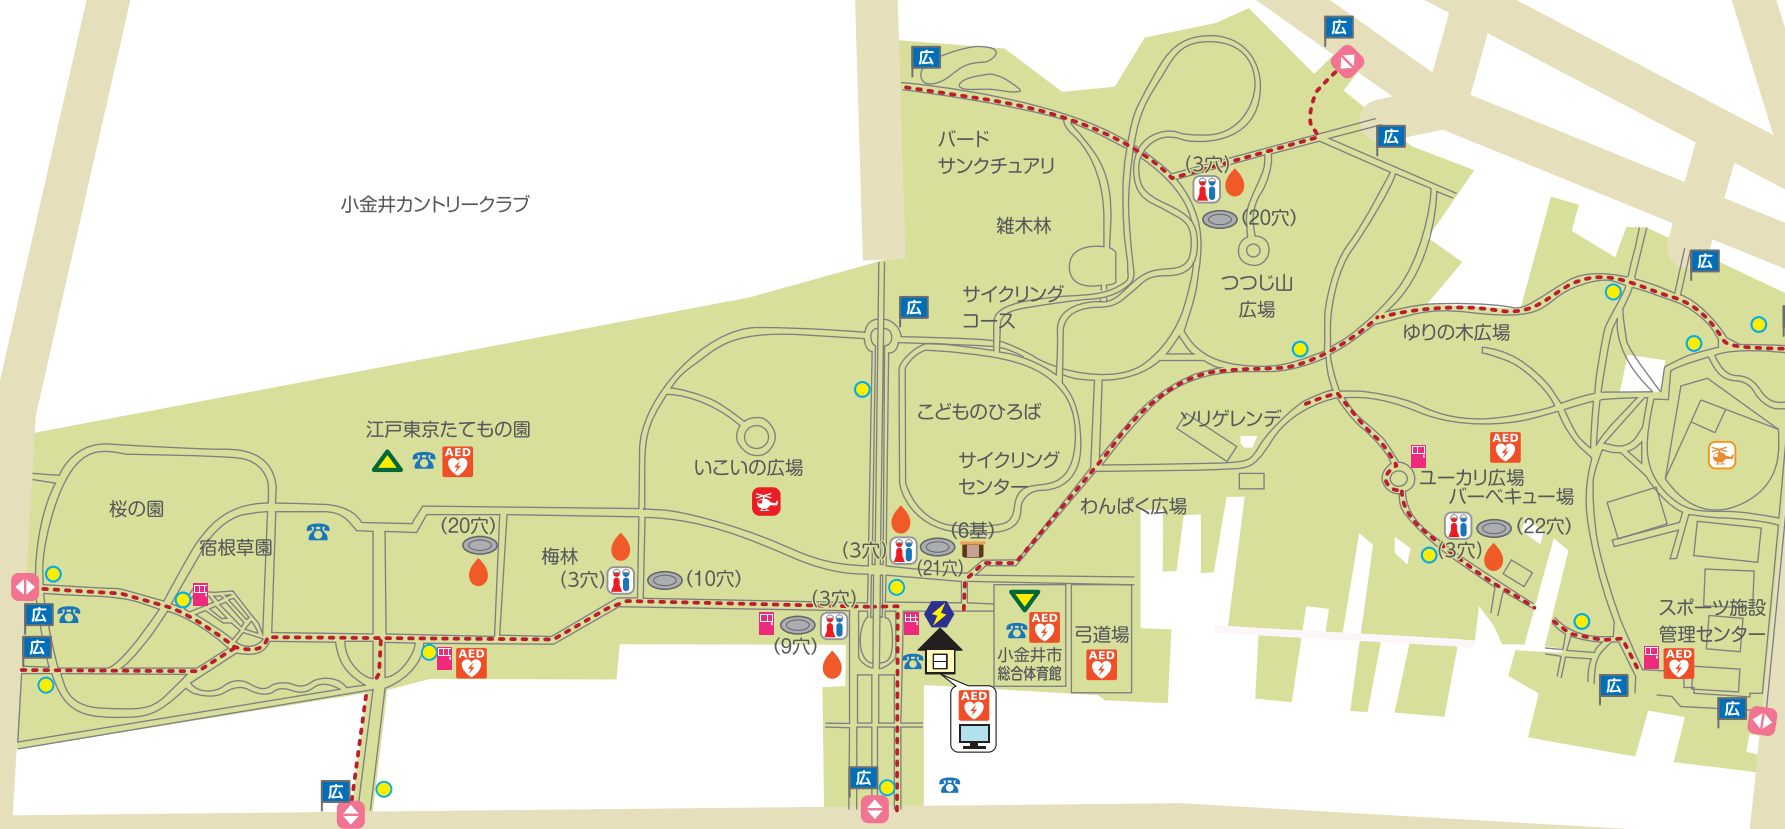 広
広
バード
サンクチュアリ
広
(3穴)
(20穴)
小金井カントリークラブ
雑木林
つつじ山
広場
広
サイクリング
コース
広
ゆりの木広場
江戸東京たてもの園
AED
こどものひろば
ソリゲレンデ
いこいの広場
サイクリング
センター
AED
ユーカリ広場
バーベキュー場
(22穴)
(3穴)
桜の園
宿根草園
(20穴)
梅林
(3穴)
(10穴)
わんぱく広場
(6基)
(3穴)
(21穴)
(3穴)
(9穴)
広
広
AED
AED
小金井市
総合体育館
弓道場
AED
AED
スポーツ施設
管理センター
AED
広
広
広
広